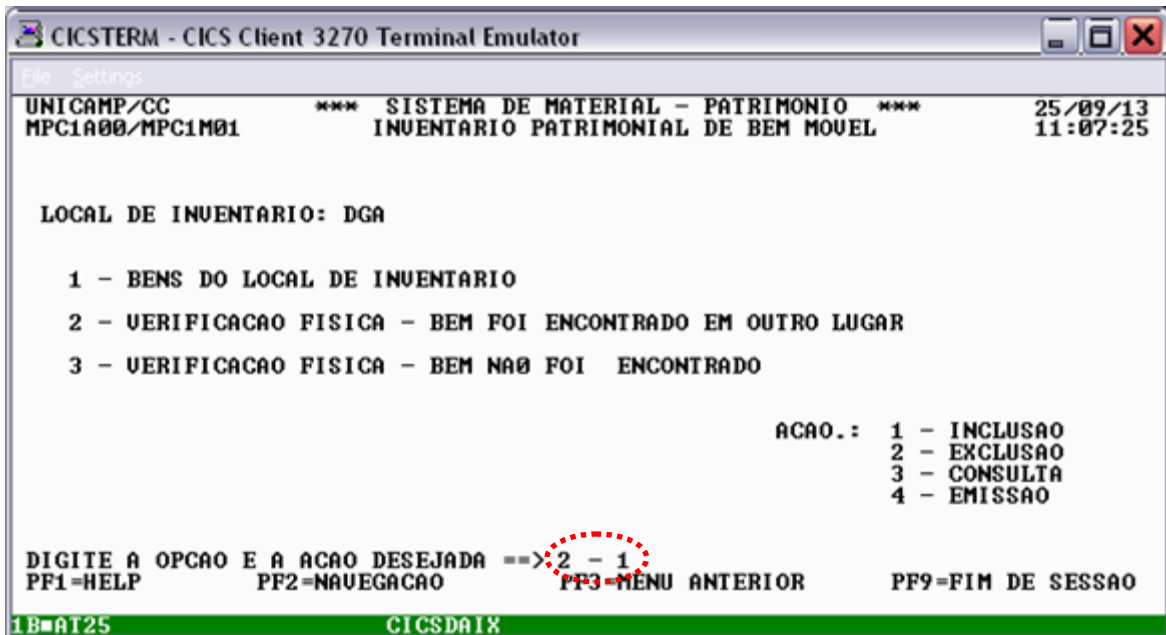 CICSTERM - CICS Client 3270 Terminal Emulator
File Settings
UNICAMP/CC *** SISTEMA DE MATERIAL - PATRIMONIO *** 25/09/13
MPC1A00/MPC1M01 INVENTARIO PATRIMONIAL DE BEM MOVEL 11:07:25
LOCAL DE INVENTARIO: DGA
1 - BENS DO LOCAL DE INVENTARIO
2 - VERIFICACAO FISICA - BEM FOI ENCONTRADO EM OUTRO LUGAR
3 - VERIFICACAO FISICA - BEM NA0 FOI ENCONTRADO
ACAO.: 1 - INCLUSAO
2 - EXCLUSAO
3 - CONSULTA
4 - EMISSAO
DIGITE A OPCAO E A ACAO DESEJADA ==> 2 - 1
PF1=HELP PF2=NAVEGACAO PF3=MENU ANTERIOR PF9=FIM DE SESSAO
1B■AT25 CICSDAIX